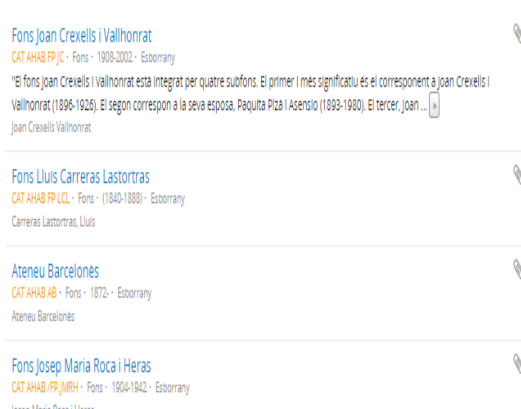 Fons Joan Crexells i Vallhonrat
CAT AHAB FP JC · Fons · 1908-2002 · Esborrany
"El fons Joan Crexells i Vallhonrat està integrat per quatre subfons. El primer i més significatiu és el corresponent a Joan Crexells i
Vallhonrat (1896-1926). El segon correspon a la seva esposa, Paquita Pizà i Asensio (1893-1980). El tercer, Joan ... »
Joan Crexells Vallhonrat
Fons Lluís Carreras Lastortras
CAT AHAB FP LCL · Fons · (1840-1888) · Esborrany
Carreras Lastortras, Lluís
Ateneu Barcelonès
CAT AHAB AB · Fons · 1872- · Esborrany
Ateneu Barcelonès
Fons Josep Maria Roca i Heras
CAT AHAB /FP.JMRH · Fons · 1904-1942 · Esborrany
Josep Maria Roca i Heras